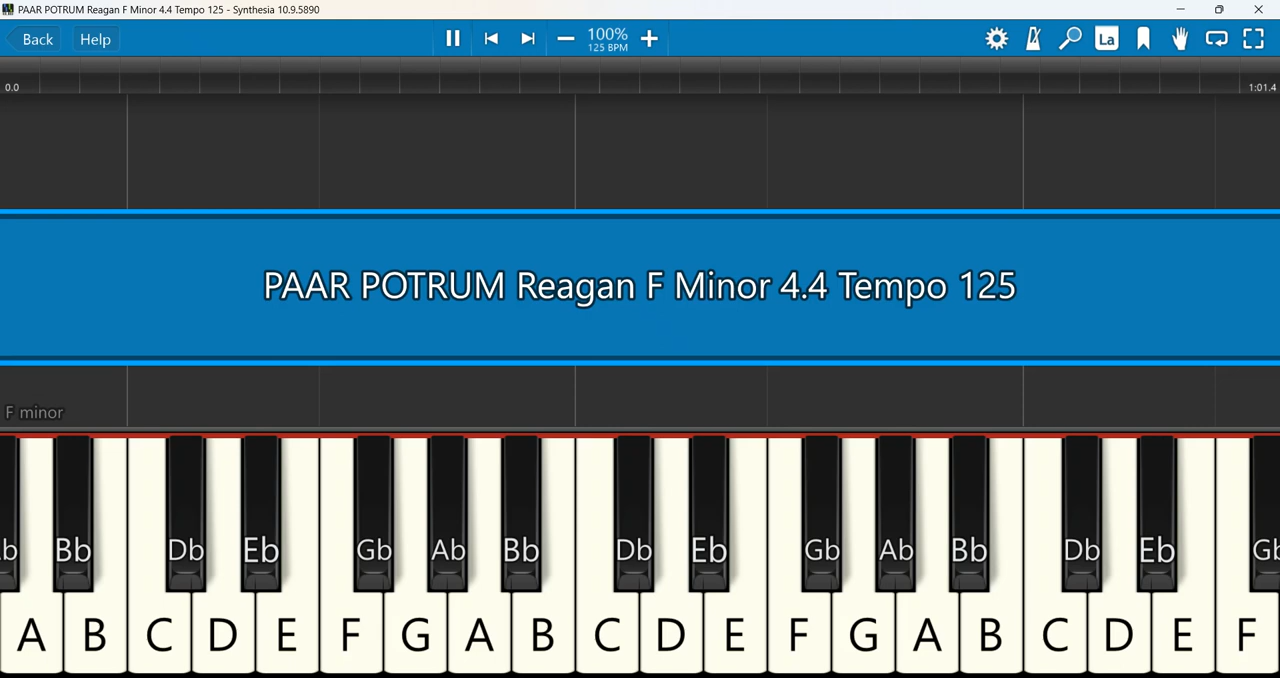 PAAR POTRUM Reagan F Minor 4.4 Tempo 125 - Synthesia 10.9.5890
Back Help 100% La
125 BPM
0.0 1:01.4
PAAR POTRUM Reagan F Minor 4.4 Tempo 125
F minor
b Bb Db Eb Gb Ab Bb Db Eb Gb Ab Bb Db Eb Gb
A B C D E F G A B C D E F G A B C D E F